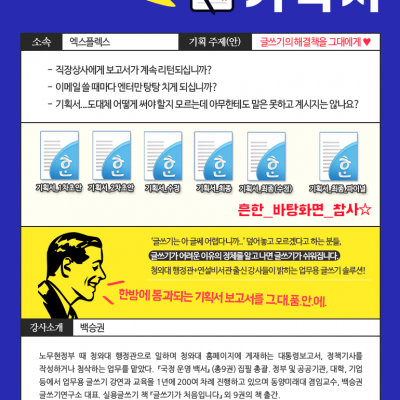 소속 엑스플렉스 기획 주제(안) 글쓰기의 해결책을 그대에게 ♥
- 직장상사에게 보고서가 계속 리턴되십니까?
- 이메일 쓸 때마다 엔터만 탕탕 치게 되십니까?
- 기획서....도대체 어떻게 써야 할지 모르는데 아무한테도 말은 못하고 계시지는 않나요?
기획서_1차초안 기획서_2차초안 기획서_수정 기획서_최종 기획서_최종(수정) 기획서_최종_파이널
흔한_바탕화면_참사☆
'글쓰기는 아 글쎄 어렵다니까..' 덮어놓고 모르겠다고 하는 분들,
글쓰기가 어려운 이유의 정체를 알고 나면 글쓰기가 쉬워집니다.
청와대 행정관+연설비서관 출신 강사들이 밝히는 업무용 글쓰기 솔루션!
한방에 통과되는 기획서 보고서를 그.대.품.안.에.
강사소개 백승권
노무현정부 때 청와대 행정관으로 일하며 청와대 홈페이지에 게재하는 대통령보고서, 정책기사를
작성하거나 첨삭하는 업무를 맡았다. 『국정 운영 백서』 (총9권) 집필 총괄. 정부 및 공공기관, 대학, 기업
등에서 업무용 글쓰기 강연과 교육을 1년에 200여 차례 진행하고 있으며 동양미래대 겸임교수, 백승권
글쓰기연구소 대표. 실용글쓰기 책 『글쓰기가 처음입니다』 외 9권의 책 출간.